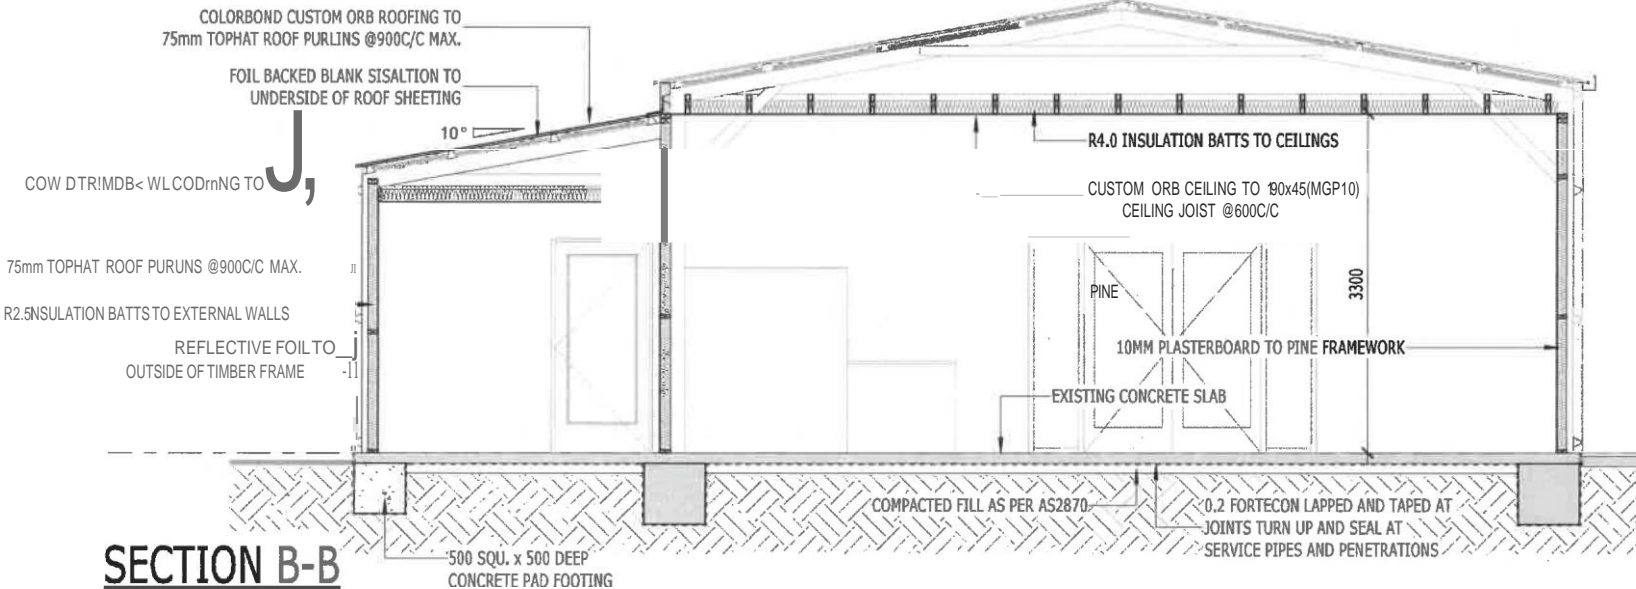 COLORBOND CUSTOM ORB ROOFING TO
75mm TOPHAT ROOF PURLINS @900C/C MAX.
FOIL BACKED BLANK SISALTION TO
UNDERSIDE OF ROOF SHEETING
10°
J,
COW DTR!MDB< WLCODrnNG TO
R4.0 INSULATION BATTS TO CEILINGS
CUSTOM ORB CEILING TO 190x45(MGP10)
CEILING JOIST @600C/C
75mm TOPHAT ROOF PURUNS @900C/C MAX.
R2.5NSULATION BATTS TO EXTERNAL WALLS
REFLECTIVE FOIL TO
OUTSIDE OF TIMBER FRAME
PINE
3300
10MM PLASTERBOARD TO PINE FRAMEWORK
EXISTING CONCRETE SLAB
COMPACTED FILL AS PER AS2870
0.2 FORTECON LAPPED AND TAPED AT
JOINTS TURN UP AND SEAL AT
SERVICE PIPES AND PENETRATIONS
500 SQU. x 500 DEEP
CONCRETE PAD FOOTING
SECTION B-B